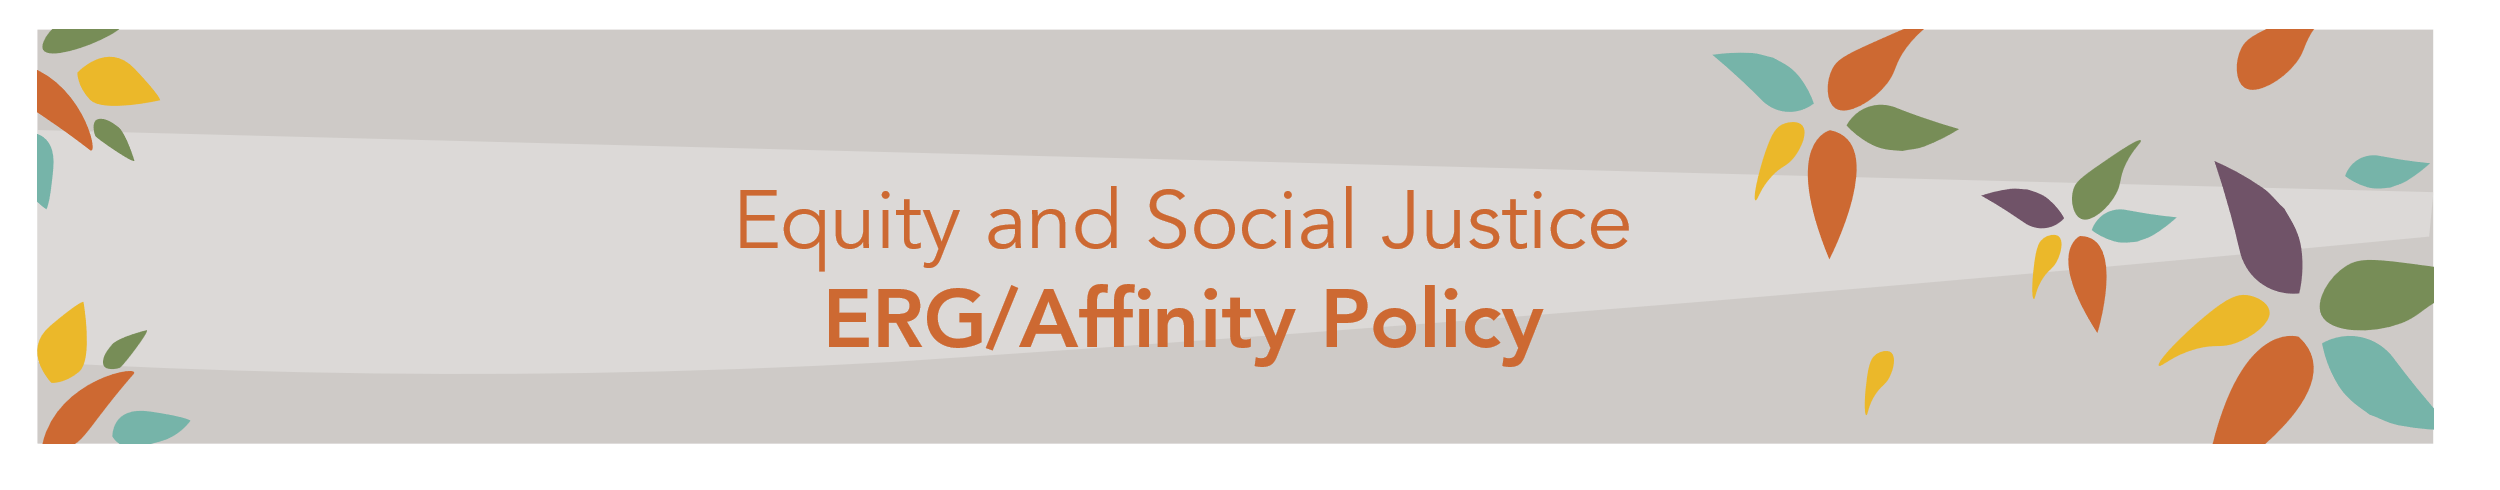 Equity and Social Justice
ERG/Affinity Policy